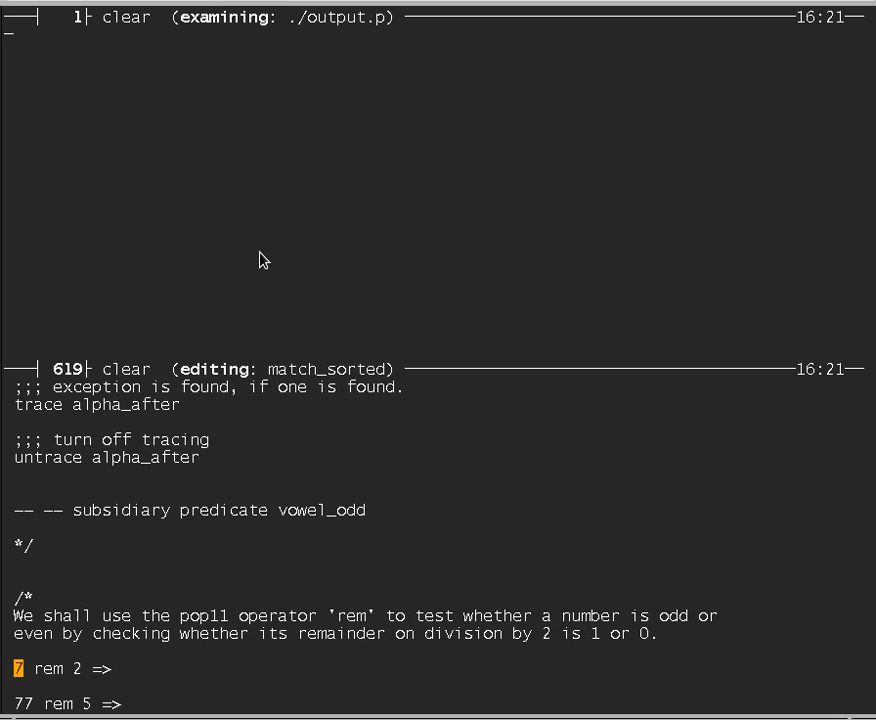 1 clear (examining: ./output.p) 16:21
619 clear (editing: match_sorted) 16:21
;;; exception is found, if one is found.
trace alpha_after
;;; turn off tracing
untrace alpha_after
-- -- subsidiary predicate vowel_odd
*/
/*
We shall use the pop11 operator 'rem' to test whether a number is odd or
even by checking whether its remainder on division by 2 is 1 or 0.
7 rem 2 =>
77 rem 5 =>